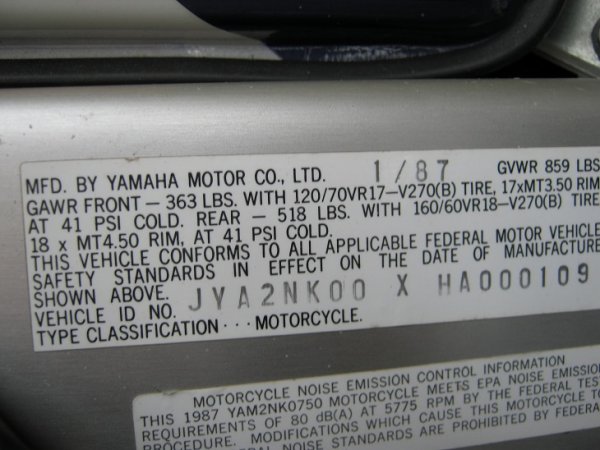 MFD. BY YAMAHA MOTOR CO., LTD. 1/87 GVWR 859 LBS
GAWR FRONT – 363 LBS. WITH 120/70VR17–V270(B) TIRE, 17xMT3.50 RIM
AT 41 PSI COLD. REAR – 518 LBS. WITH 160/60VR18–V270(B) TIRE
18 x MT4.50 RIM, AT 41 PSI COLD.
THIS VEHICLE CONFORMS TO ALL APPLICABLE FEDERAL MOTOR VEHICLE
SAFETY STANDARDS IN EFFECT ON THE DATE OF MANUFACTURE
SHOWN ABOVE.
VEHICLE ID NO. JYA2NK00 X HA000109
TYPE CLASSIFICATION··· MOTORCYCLE.
MOTORCYCLE NOISE EMISSION CONTROL INFORMATION
THIS 1987 YAM2NK0750 MOTORCYCLE MEETS EPA NOISE EMISSION
REQUIREMENTS OF 80 dB(A) AT 5775 RPM BY THE FEDERAL TEST
PROCEDURE. MODIFICATIONS WHICH CAUSE THIS MOTORCYCLE TO
FEDERAL NOISE STANDARDS ARE PROHIBITED BY FEDERAL